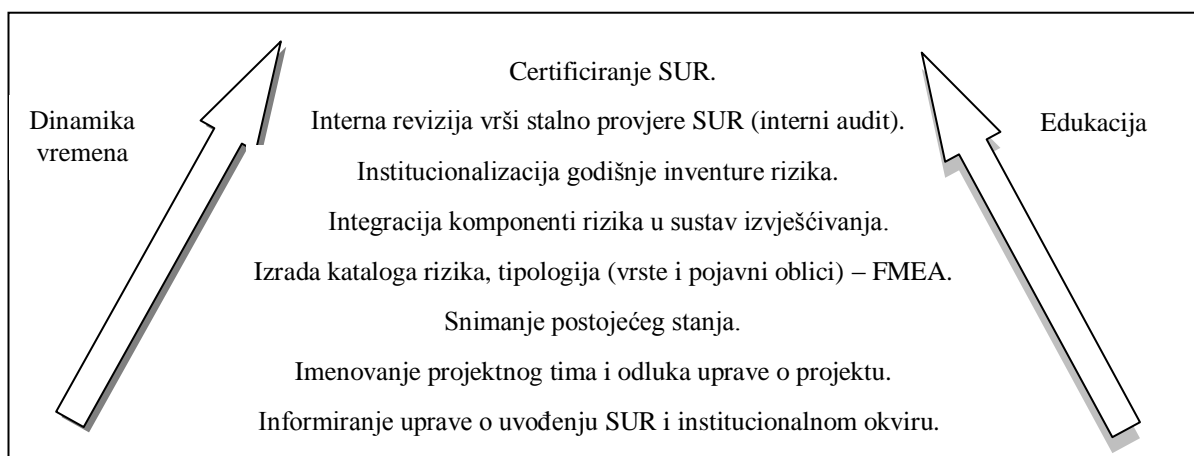 Certificiranje SUR.
Dinamika
vremena
Interna revizija vrši stalno provjere SUR (interni audit).
Edukacija
Institucionalizacija godišnje inventure rizika.
Integracija komponenti rizika u sustav izvješćivanja.
Izrada kataloga rizika, tipologija (vrste i pojavni oblici) – FMEA.
Snimanje postojećeg stanja.
Imenovanje projektnog tima i odluka uprave o projektu.
Informiranje uprave o uvođenju SUR i institucionalnom okviru.